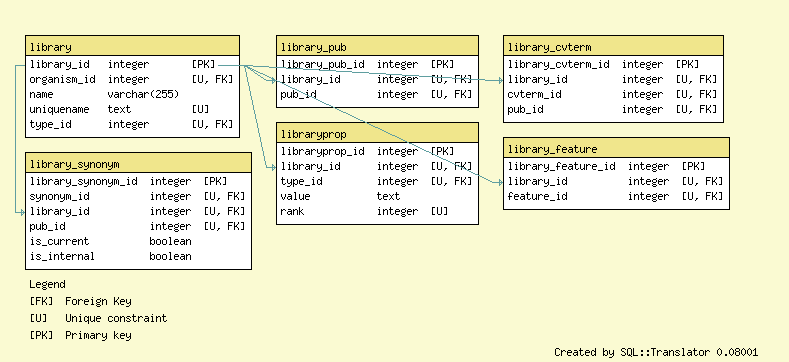 library
library_id integer [PK]
organism_id integer [U, FK]
name varchar(255)
uniquename text [U]
type_id integer [U, FK]
library_pub
library_pub_id integer [PK]
library_id integer [U, FK]
pub_id integer [U, FK]
library_cvterm
library_cvterm_id integer [PK]
library_id integer [U, FK]
cvterm_id integer [U, FK]
pub_id integer [U, FK]
library_synonym
library_synonym_id integer [PK]
synonym_id integer [U, FK]
library_id integer [U, FK]
pub_id integer [U, FK]
is_current boolean
is_internal boolean
libraryprop
libraryprop_id integer [PK]
library_id integer [U, FK]
type_id integer [U, FK]
value text
rank integer [U]
library_feature
library_feature_id integer [PK]
library_id integer [U, FK]
feature_id integer [U, FK]
Legend
[FK] Foreign Key
[U] Unique constraint
[PK] Primary key
Created by SQL::Translator 0.08001